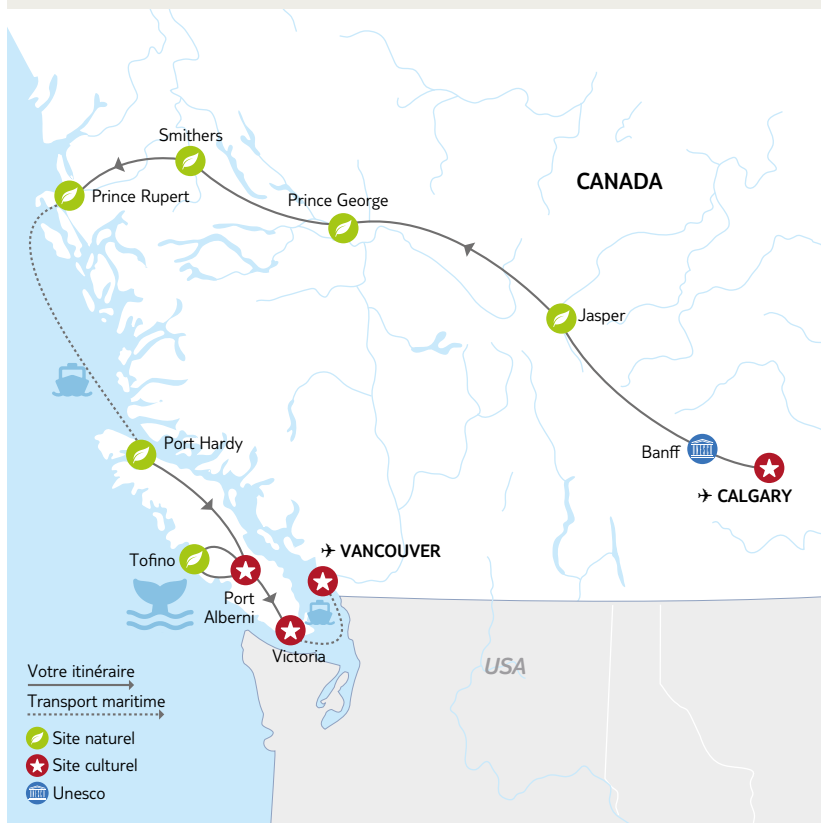 Smithers
CANADA
Prince Rupert
Prince George
Jasper
Port Hardy
Banff
CALGARY
VANCOUVER
Tofino
Port
Alberni
Victoria
USA
Votre itinéraire
Transport maritime
Site naturel
Site culturel
Unesco